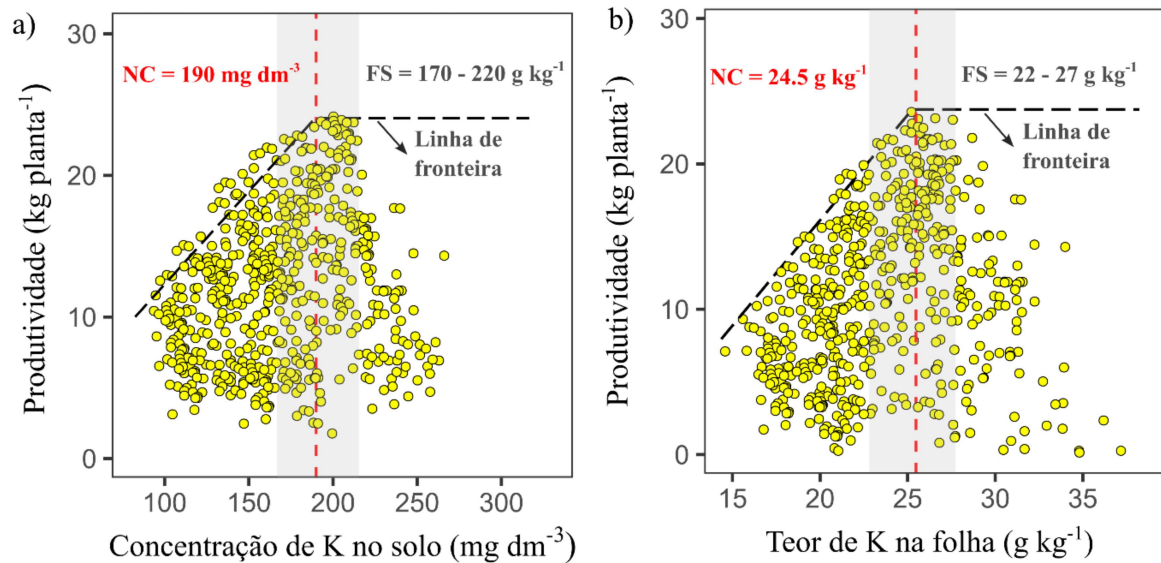 a)
Produtividade (kg planta⁻¹)
30
20
10
0
NC = 190 mg dm⁻³
FS = 170 - 220 g kg⁻¹
Linha de
fronteira
100
150
200
250
300
Concentração de K no solo (mg dm⁻³)
b)
Produtividade (kg planta⁻¹)
30
20
10
0
NC = 24.5 g kg⁻¹
FS = 22 - 27 g kg⁻¹
Linha de
fronteira
15
20
25
30
35
Teor de K na folha (g kg⁻¹)